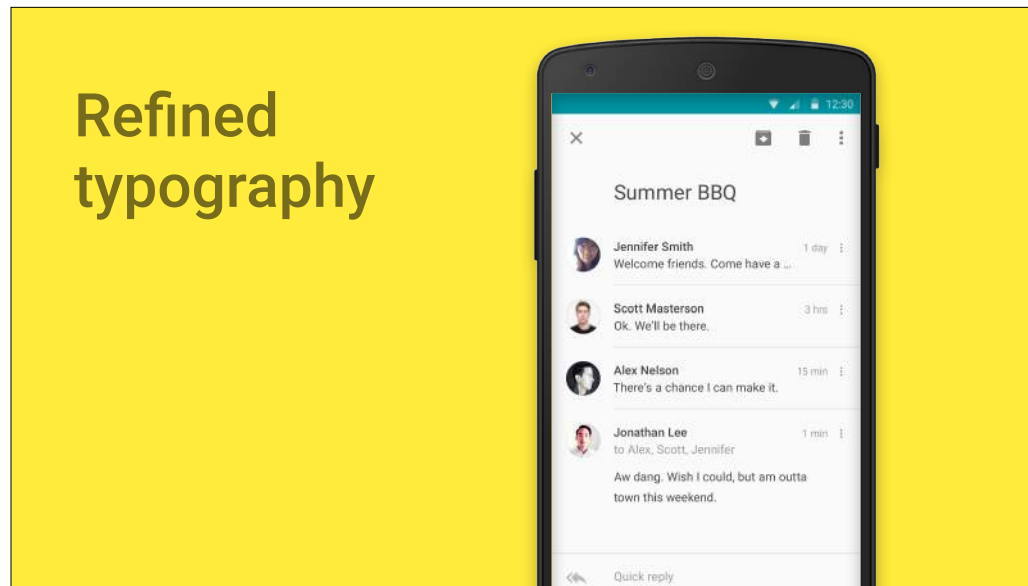 Refined
typography
12:30
Summer BBQ
Jennifer Smith 1 day
Welcome friends. Come have a ...
Scott Masterson 3 hrs
Ok. We'll be there.
Alex Nelson 15 min
There's a chance I can make it.
Jonathan Lee 1 min
to Alex, Scott, Jennifer
Aw dang. Wish I could, but am outta
town this weekend.
Quick reply